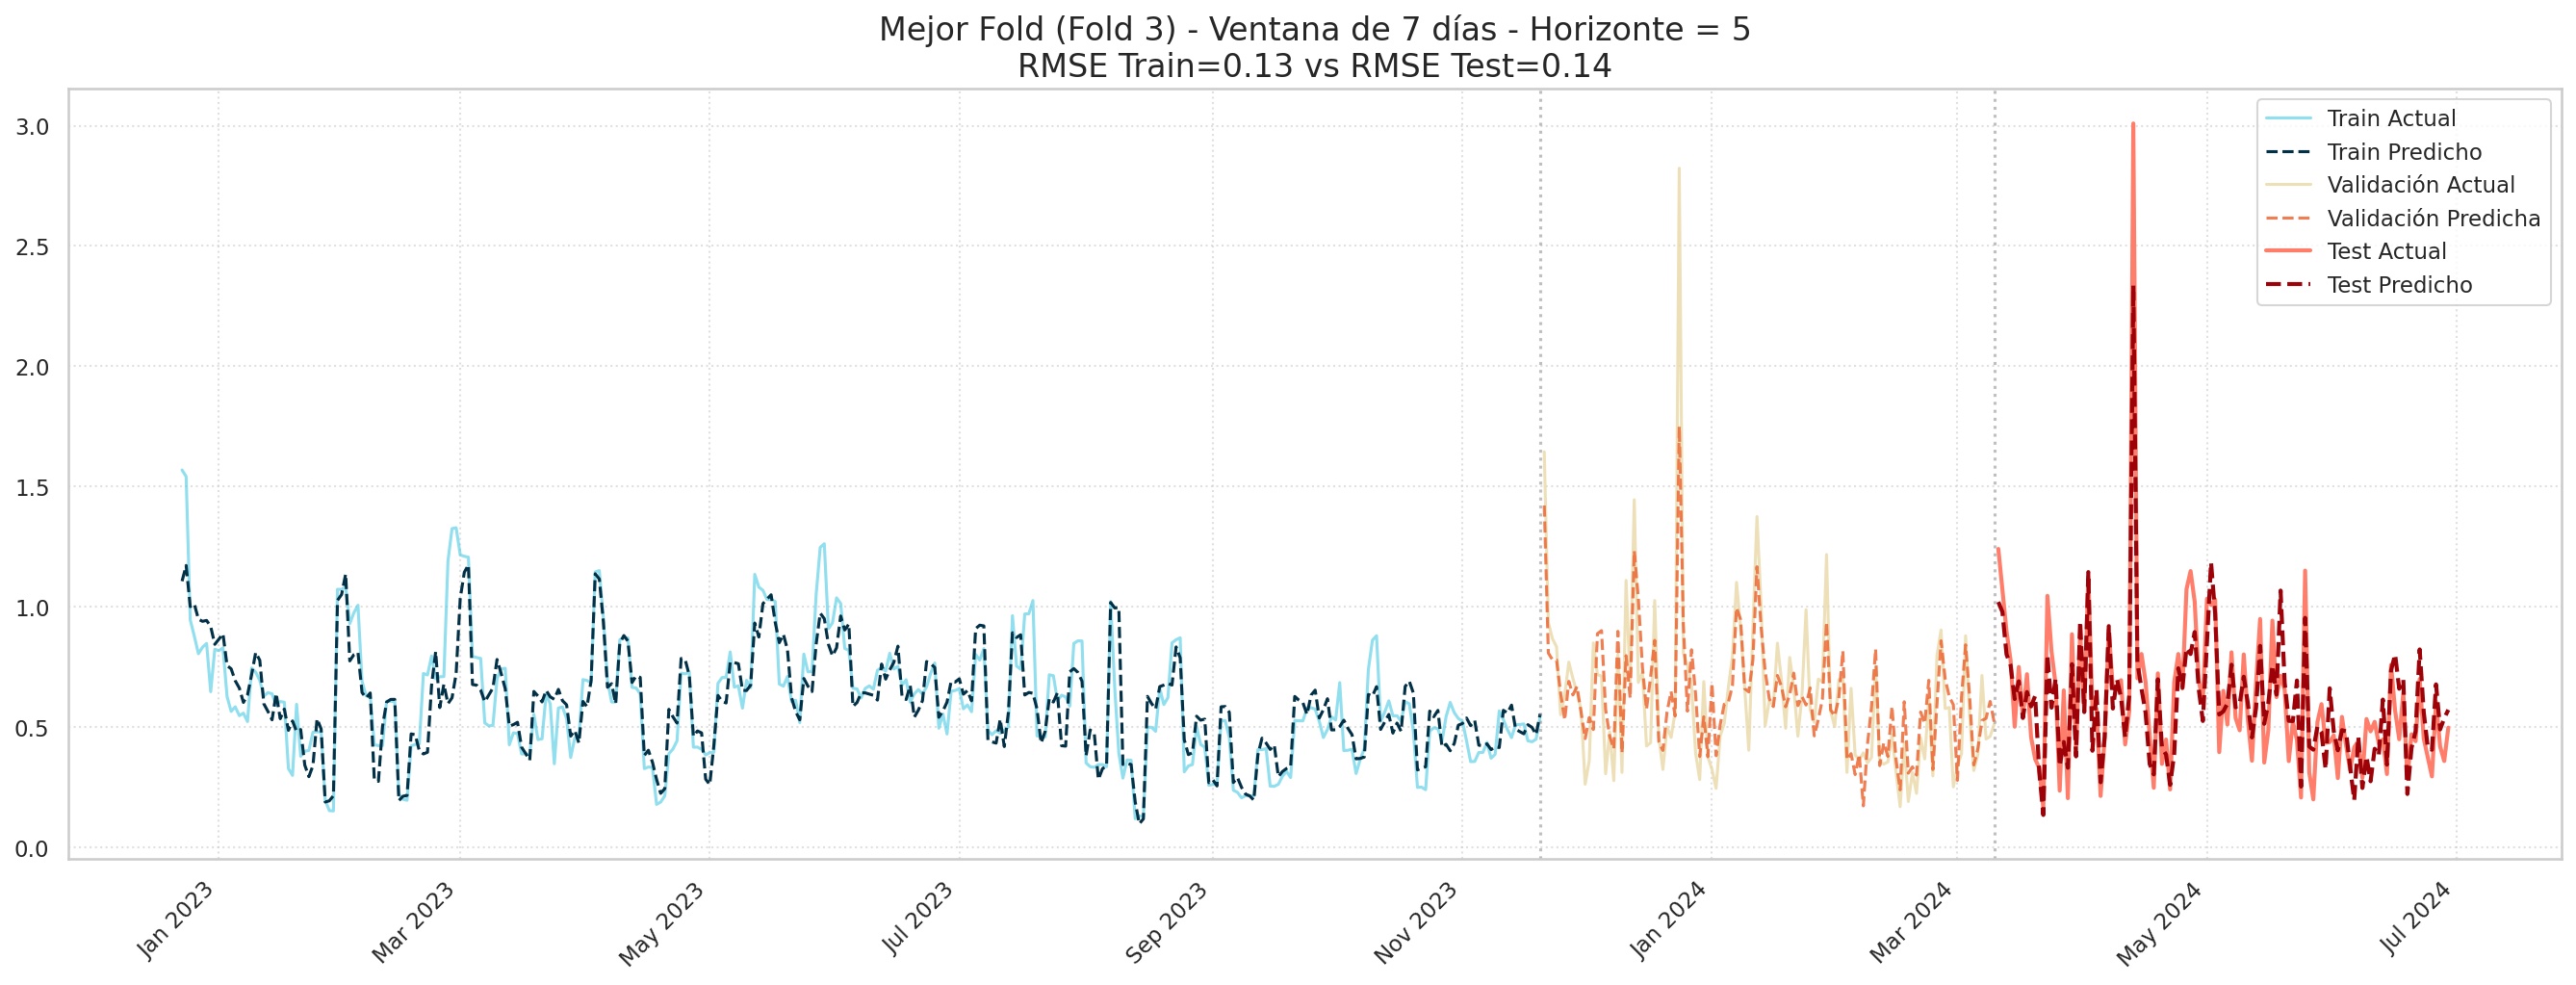 Mejor Fold (Fold 3) - Ventana de 7 días - Horizonte = 5
RMSE Train=0.13 vs RMSE Test=0.14
3.0
2.5
2.0
1.5
1.0
0.5
0.0
Train Actual
Train Predicho
Validación Actual
Validación Predicha
Test Actual
Test Predicho
Jan 2023
Mar 2023
May 2023
Jul 2023
Sep 2023
Nov 2023
Jan 2024
Mar 2024
May 2024
Jul 2024